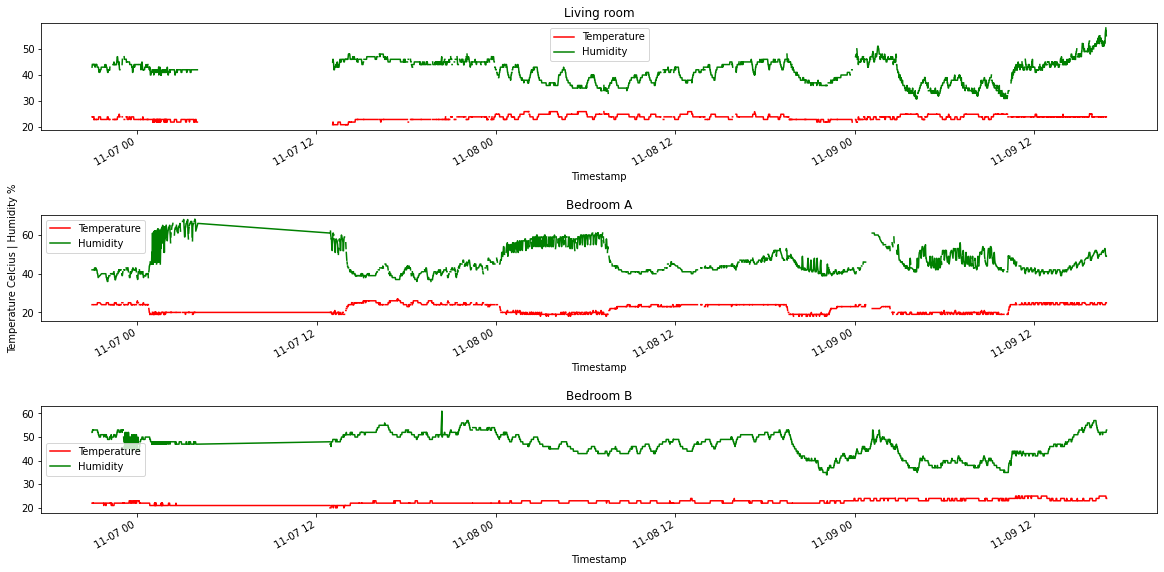 Living room
Temperature
Humidity
50
40
30
20
11-07 00
11-07 12
11-08 00
11-08 12
11-09 00
11-09 12
Timestamp
Temperature Celcius | Humidity %
Bedroom A
Temperature
Humidity
60
40
20
11-07 00
11-07 12
11-08 00
11-08 12
11-09 00
11-09 12
Timestamp
Bedroom B
60
50
40
30
20
Temperature
Humidity
11-07 00
11-07 12
11-08 00
11-08 12
11-09 00
11-09 12
Timestamp